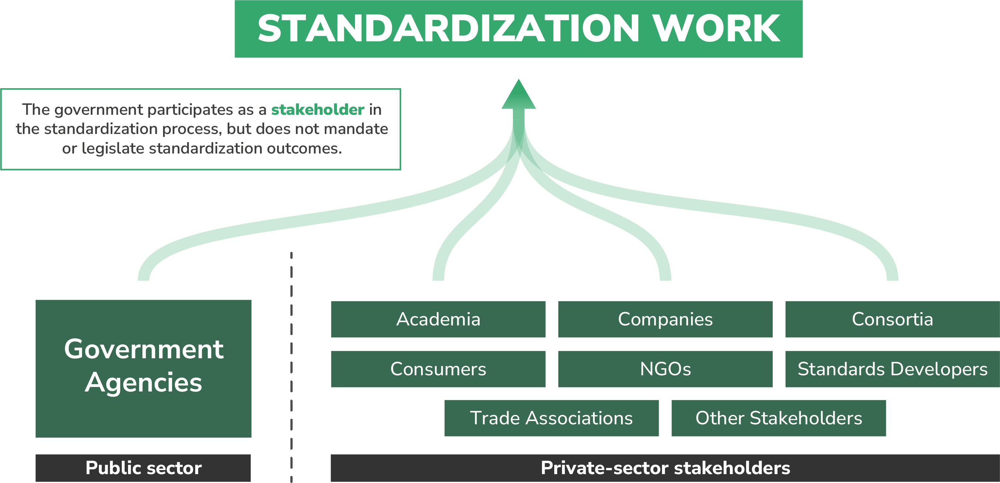 STANDARDIZATION WORK
The government participates as a stakeholder in
the standardization process, but does not mandate
or legislate standardization outcomes.
Government
Agencies
Public sector
Academia
Companies
Consortia
Consumers
NGOs
Standards Developers
Trade Associations
Other Stakeholders
Private-sector stakeholders